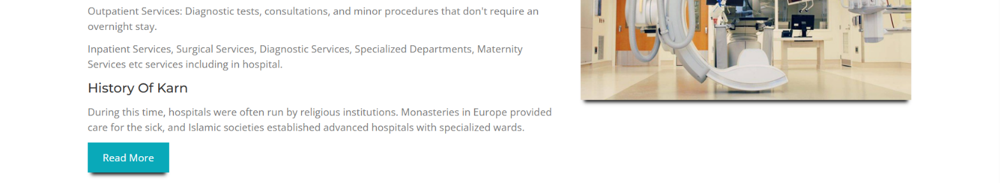 Outpatient Services: Diagnostic tests, consultations, and minor procedures that don't require an
overnight stay.
Inpatient Services, Surgical Services, Diagnostic Services, Specialized Departments, Maternity
Services etc services including in hospital.
History Of Karn
During this time, hospitals were often run by religious institutions. Monasteries in Europe provided
care for the sick, and Islamic societies established advanced hospitals with specialized wards.
Read More